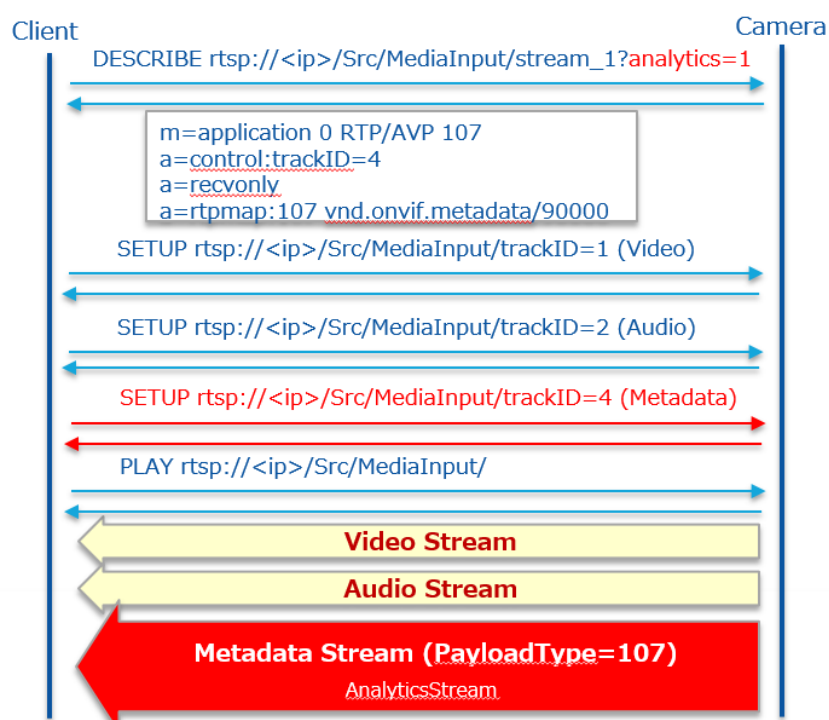 Client
Camera
DESCRIBE rtsp://<ip>/Src/MediaInput/stream_1?analytics=1
m=application 0 RTP/AVP 107
a=control:trackID=4
a=recvonly
a=rtpmap:107 vnd.onvif.metadata/90000
SETUP rtsp://<ip>/Src/MediaInput/trackID=1 (Video)
SETUP rtsp://<ip>/Src/MediaInput/trackID=2 (Audio)
SETUP rtsp://<ip>/Src/MediaInput/trackID=4 (Metadata)
PLAY rtsp://<ip>/Src/MediaInput/
Video Stream
Audio Stream
Metadata Stream (PayloadType=107)
AnalyticsStream